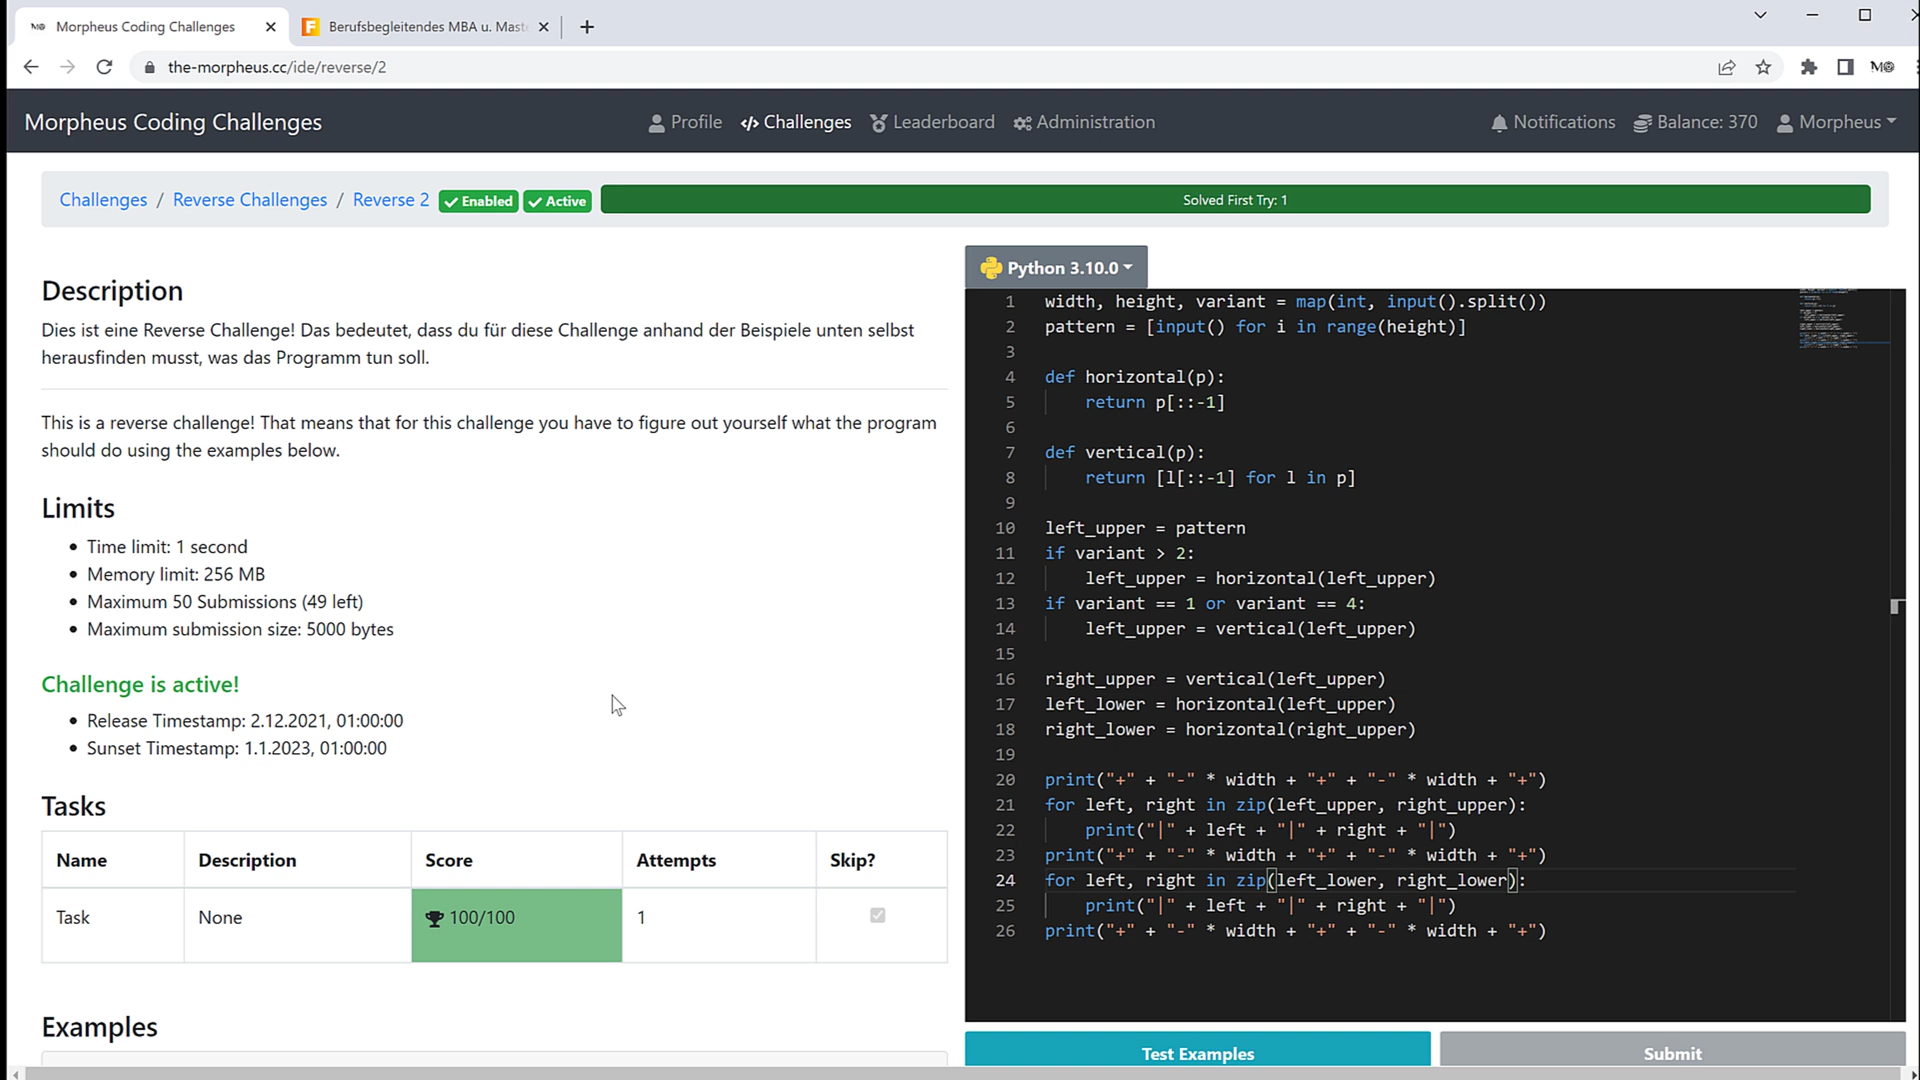 Morpheus Coding Challenges
Berufsbegleitendes MBA u. Mast
the-morpheus.cc/ide/reverse/2
Morpheus Coding Challenges
Profile
Challenges
Leaderboard
Administration
Notifications
Balance: 370
Morpheus
Challenges / Reverse Challenges / Reverse 2
Enabled
Active
Solved First Try: 1
Description
Dies ist eine Reverse Challenge! Das bedeutet, dass du für diese Challenge anhand der Beispiele unten selbst
herausfinden musst, was das Programm tun soll.
This is a reverse challenge! That means that for this challenge you have to figure out yourself what the program
should do using the examples below.
Limits
Time limit: 1 second
Memory limit: 256 MB
Maximum 50 Submissions (49 left)
Maximum submission size: 5000 bytes
Challenge is active!
Release Timestamp: 2.12.2021, 01:00:00
Sunset Timestamp: 1.1.2023, 01:00:00
Tasks
Name Description Score Attempts Skip?
Task None 100/100 1
Examples
Python 3.10.0
1 width, height, variant = map(int, input().split())
2 pattern = [input() for i in range(height)]
3
4 def horizontal(p):
5     return p[::-1]
6
7 def vertical(p):
8     return [l[::-1] for l in p]
9
10 left_upper = pattern
11 if variant > 2:
12     left_upper = horizontal(left_upper)
13 if variant == 1 or variant == 4:
14     left_upper = vertical(left_upper)
15
16 right_upper = vertical(left_upper)
17 left_lower = horizontal(left_upper)
18 right_lower = horizontal(right_upper)
19
20 print("+" + "-" * width + "+" + "-" * width + "+")
21 for left, right in zip(left_upper, right_upper):
22     print("|" + left + "|" + right + "|")
23 print("+" + "-" * width + "+" + "-" * width + "+")
24 for left, right in zip(left_lower, right_lower):
25     print("|" + left + "|" + right + "|")
26 print("+" + "-" * width + "+" + "-" * width + "+")
Test Examples
Submit